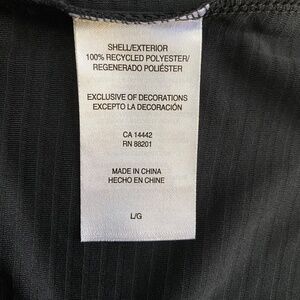 SHELL/EXTERIOR
100% RECYCLED POLYESTER/
REGENERADO POLIÉSTER
EXCLUSIVE OF DECORATIONS
EXCEPTO LA DECORACIÓN
CA 14442
RN 88201
MADE IN CHINA
HECHO EN CHINE
L/G